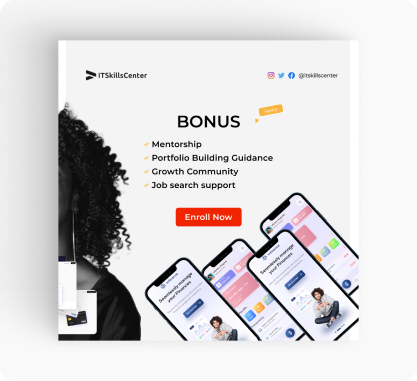 ITSkillsCenter
@itskillscenter
BONUS
Mentorship
Portfolio Building Guidance
Growth Community
Job search support
Enroll Now
Seamlessly manage
your Finances
Seamlessly manage
your Finances